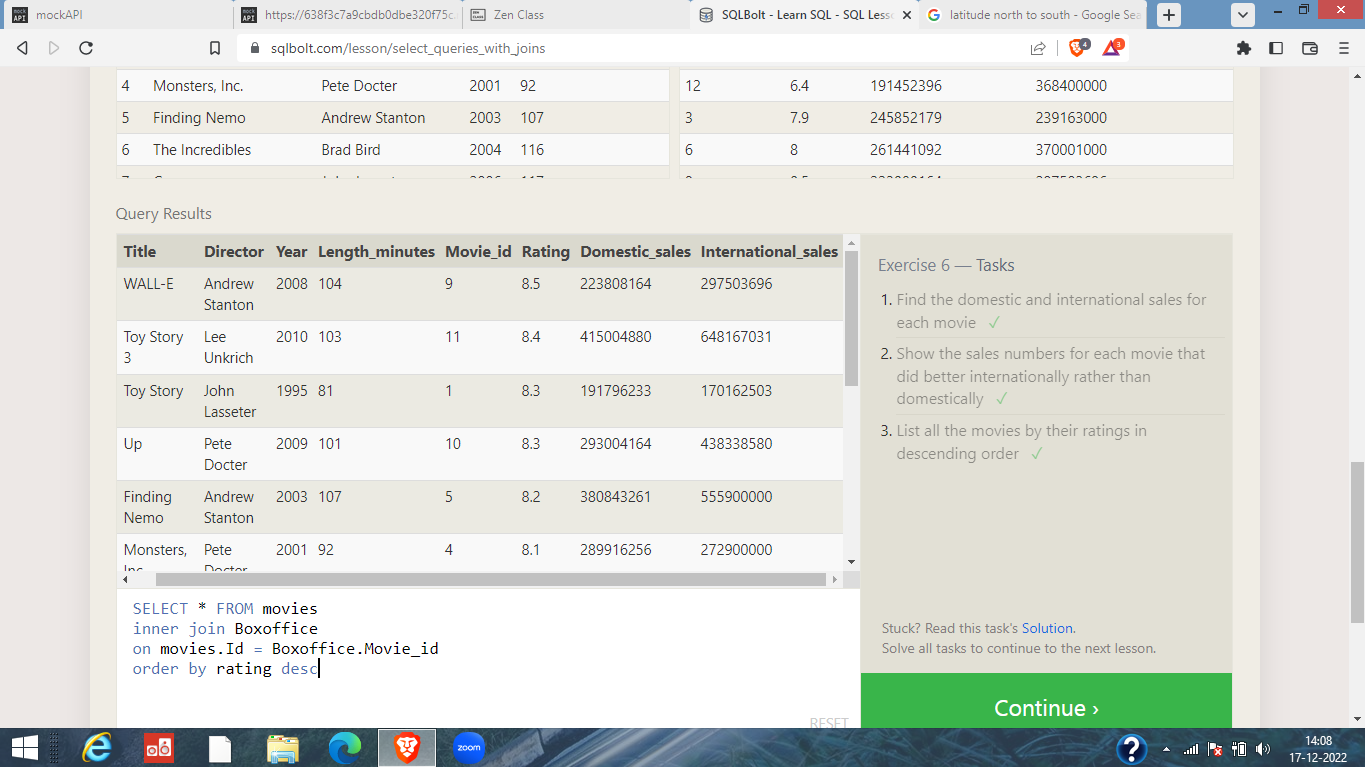 mockAPI
https://638f3c7a9cbdb0dbe320f75c
Zen Class
SQLBolt - Learn SQL - SQL Less
latitude north to south - Google Sea
sqlbolt.com/lesson/select_queries_with_joins
4
3
4 Monsters, Inc. Pete Docter 2001 92
12 6.4 191452396 368400000
5 Finding Nemo Andrew Stanton 2003 107
3 7.9 245852179 239163000
6 The Incredibles Brad Bird 2004 116
6 8 261441092 370001000
Query Results
Title Director Year Length_minutes Movie_id Rating Domestic_sales International_sales
WALL-E Andrew Stanton 2008 104 9 8.5 223808164 297503696
Toy Story 3 Lee Unkrich 2010 103 11 8.4 415004880 648167031
Toy Story John Lasseter 1995 81 1 8.3 191796233 170162503
Up Pete Docter 2009 101 10 8.3 293004164 438338580
Finding Nemo Andrew Stanton 2003 107 5 8.2 380843261 555900000
Monsters, Inc. Pete Docter 2001 92 4 8.1 289916256 272900000
SELECT * FROM movies
inner join Boxoffice
on movies.Id = Boxoffice.Movie_id
order by rating desc
RESET
Exercise 6 — Tasks
1. Find the domestic and international sales for
each movie ✓
2. Show the sales numbers for each movie that
did better internationally rather than
domestically ✓
3. List all the movies by their ratings in
descending order ✓
Stuck? Read this task's Solution.
Solve all tasks to continue to the next lesson.
Continue ›
zoom
14:08
17-12-2022